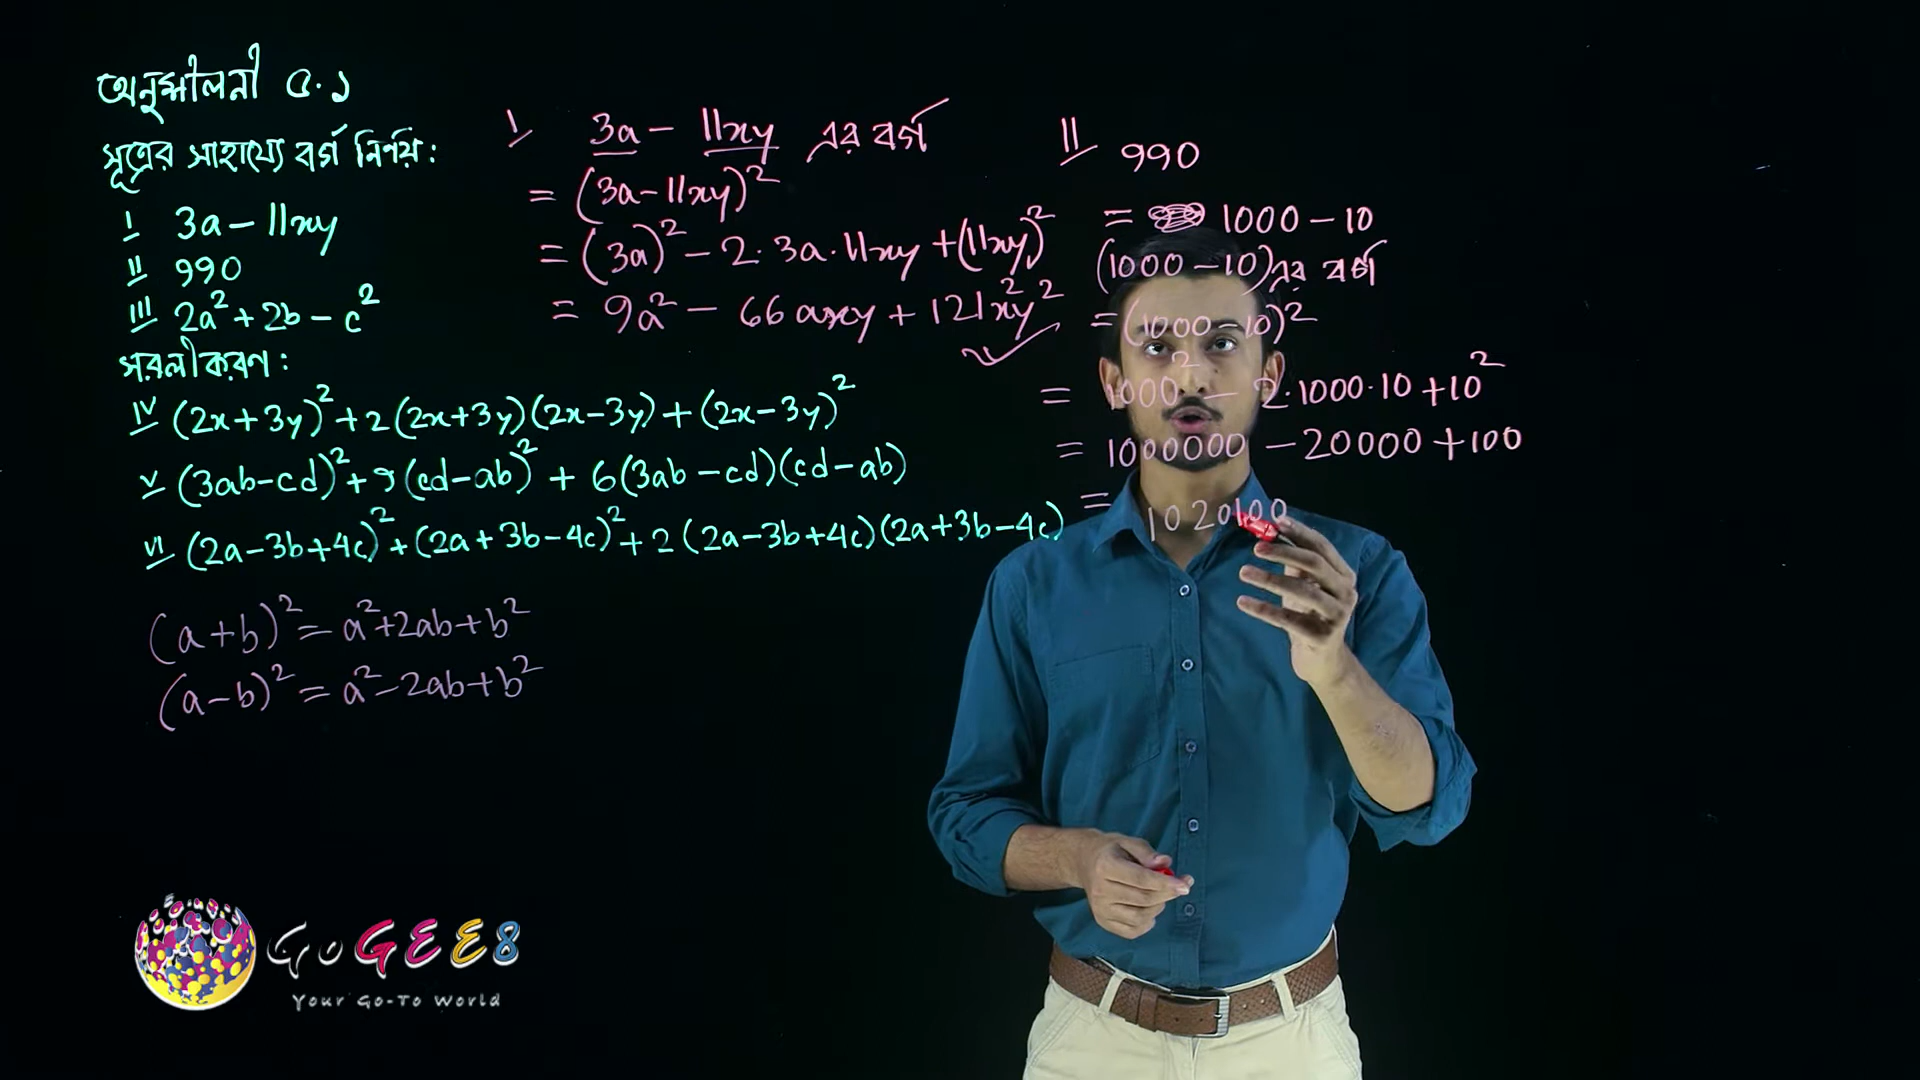 অনুশীলনী ৫.১
সূত্রের সাহায্যে বর্গ নির্ণয় :
I 3a - 11xy
II 990
III 2a² + 2b - c²
সরলীকরণ :
IV (2x + 3y)² + 2(2x + 3y)(2x - 3y) + (2x - 3y)²
V (3ab - cd)² + 9(cd - ab)² + 6(3ab - cd)(cd - ab)
VI (2a - 3b + 4c)² + (2a + 3b - 4c)² + 2(2a - 3b + 4c)(2a + 3b - 4c)
(a + b)² = a² + 2ab + b²
(a - b)² = a² - 2ab + b²
I 3a - 11xy এর বর্গ
= (3a - 11xy)²
= (3a)² - 2·3a·11xy + (11xy)²
= 9a² - 66axy + 121x²y²
II 990
= 1000 - 10
(1000 - 10) এর বর্গ
= (1000 - 10)²
= 1000² - 2·1000·10 + 10²
= 1000000 - 20000 + 100
= 1020100
GoGEE8
Your Go-To World